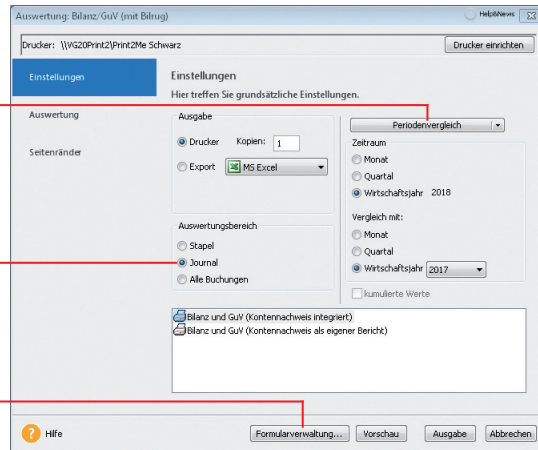 Auswertung: Bilanz/GuV (mit Bilrug)
Help&News
Drucker: \\VG20Print2\Print2Me Schwarz
Drucker einrichten
Einstellungen
Auswertung
Seitenränder
Einstellungen
Hier treffen Sie grundsätzliche Einstellungen.
Ausgabe
Drucker Kopien: 1
Export MS Excel
Auswertungsbereich
Stapel
Journal
Alle Buchungen
Periodenvergleich
Zeitraum
Monat
Quartal
Wirtschaftsjahr 2018
Vergleich mit:
Monat
Quartal
Wirtschaftsjahr 2017
kumulierte Werte
Bilanz und GuV (Kontennachweis integriert)
Bilanz und GuV (Kontennachweis als eigener Bericht)
Hilfe
Formularverwaltung...
Vorschau
Ausgabe
Abbrechen